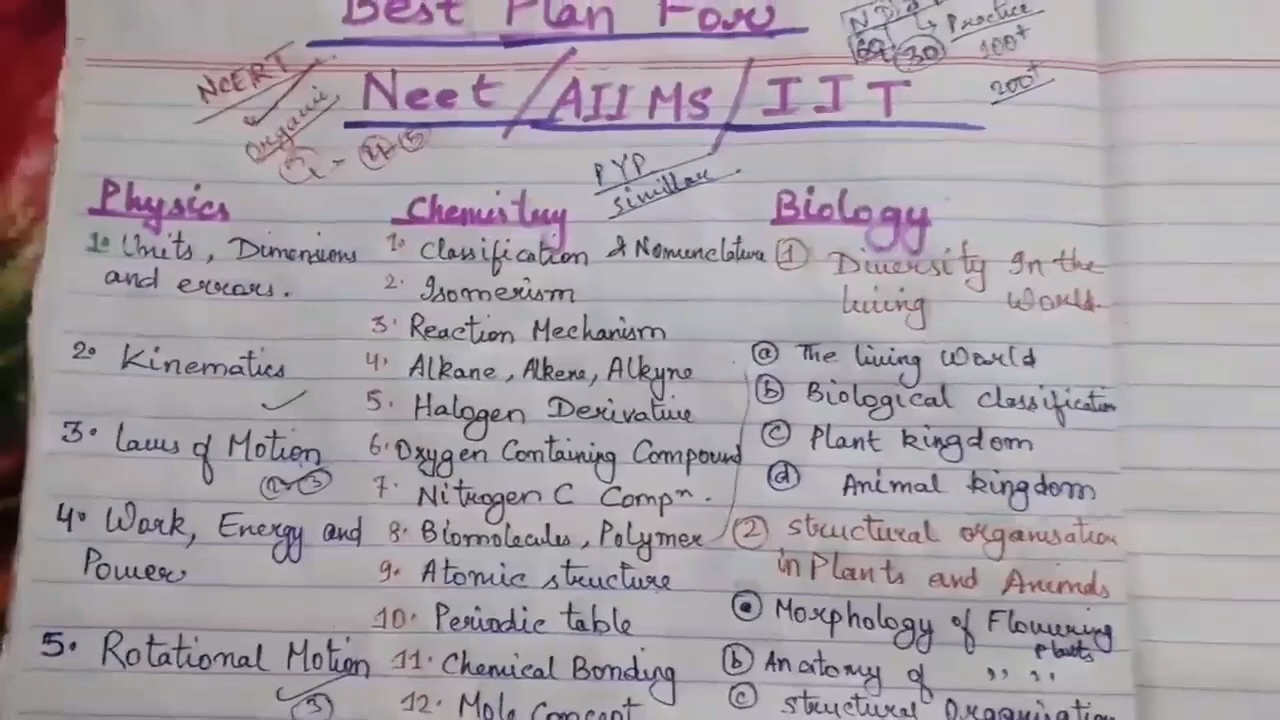 Best Plan For
Neet / AIIMS / IIT
NCERT
Organic
Practice
100+
200+
30
PYP
Simillar
Physics
1. Units, Dimensions
and errors.
2. Kinematics
3. Laws of Motion
4. Work, Energy and
Power
5. Rotational Motion
3
Chemistry
1. Classification & Nomenclature
2. Isomerism
3. Reaction Mechanism
4. Alkane, Alkene, Alkyne
5. Halogen Derivative
6. Oxygen Containing Compound
7. Nitrogen C Compn.
8. Biomolecules, Polymer
9. Atomic structure
10. Periodic table
11. Chemical Bonding
12. Mole Concept
Biology
1 Diversity In the
living World
a The living World
b Biological classification
c Plant kingdom
d Animal kingdom
2 structural organisation
in Plants and Animals
a Morphology of Flowering
Plants
b Anatomy of ,, ,,
c structural Organisation